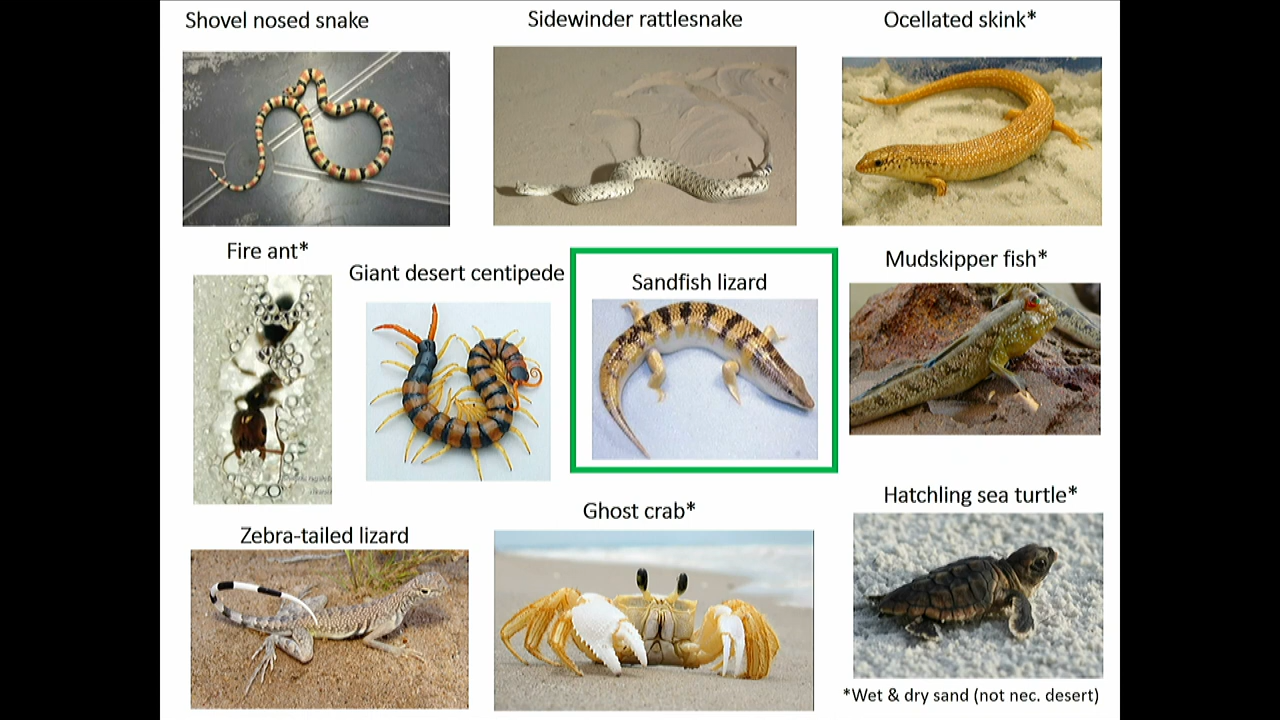 Shovel nosed snake
Sidewinder rattlesnake
Ocellated skink*
Fire ant*
Giant desert centipede
Sandfish lizard
Mudskipper fish*
Zebra-tailed lizard
Ghost crab*
Hatchling sea turtle*
*Wet & dry sand (not nec. desert)